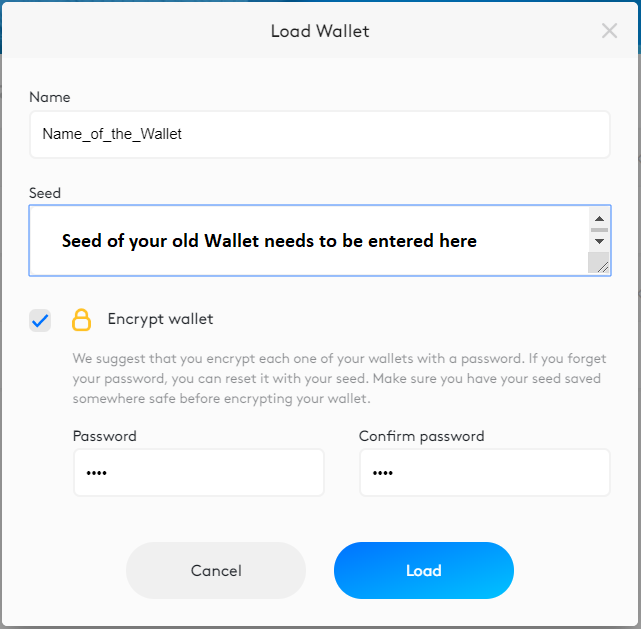 Load Wallet
Name
Name_of_the_Wallet
Seed
Seed of your old Wallet needs to be entered here
Encrypt wallet
We suggest that you encrypt each one of your wallets with a password. If you forget
your password, you can reset it with your seed. Make sure you have your seed saved
somewhere safe before encrypting your wallet.
Password Confirm password
•••• ••••
Cancel Load